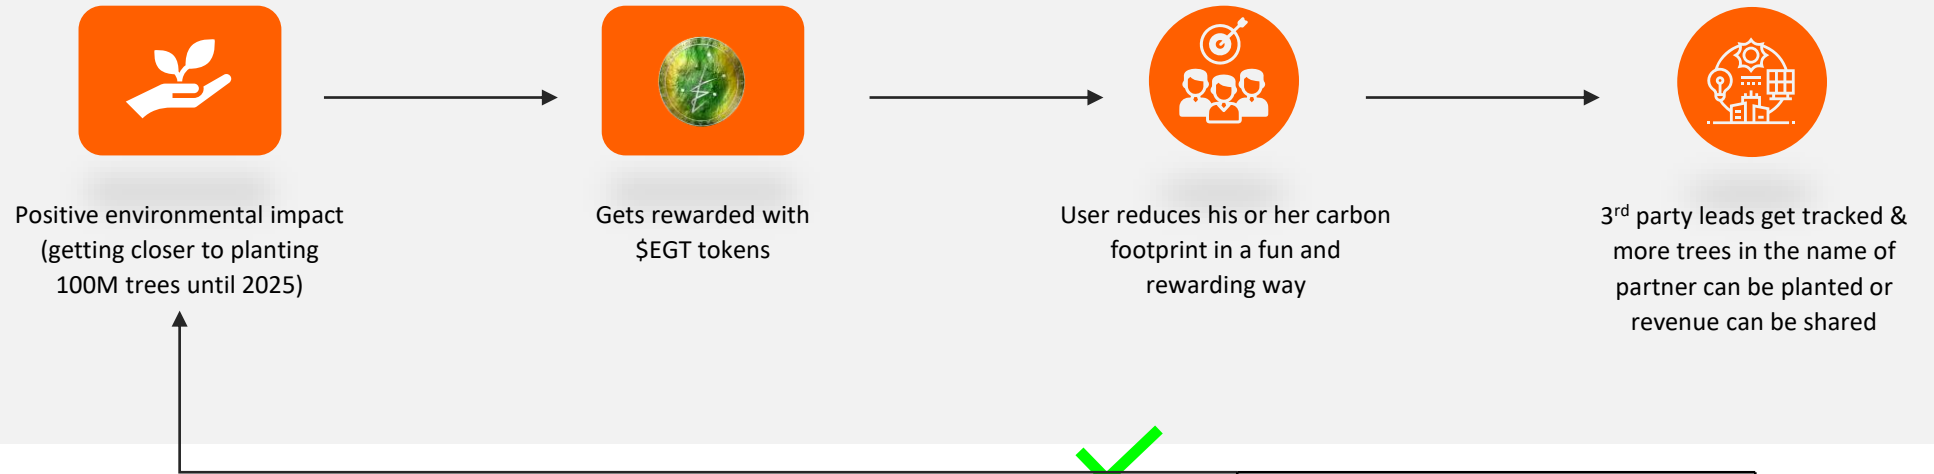 Positive environmental impact
(getting closer to planting
100M trees until 2025)
Gets rewarded with
$EGT tokens
User reduces his or her carbon
footprint in a fun and
rewarding way
3rd party leads get tracked &
more trees in the name of
partner can be planted or
revenue can be shared